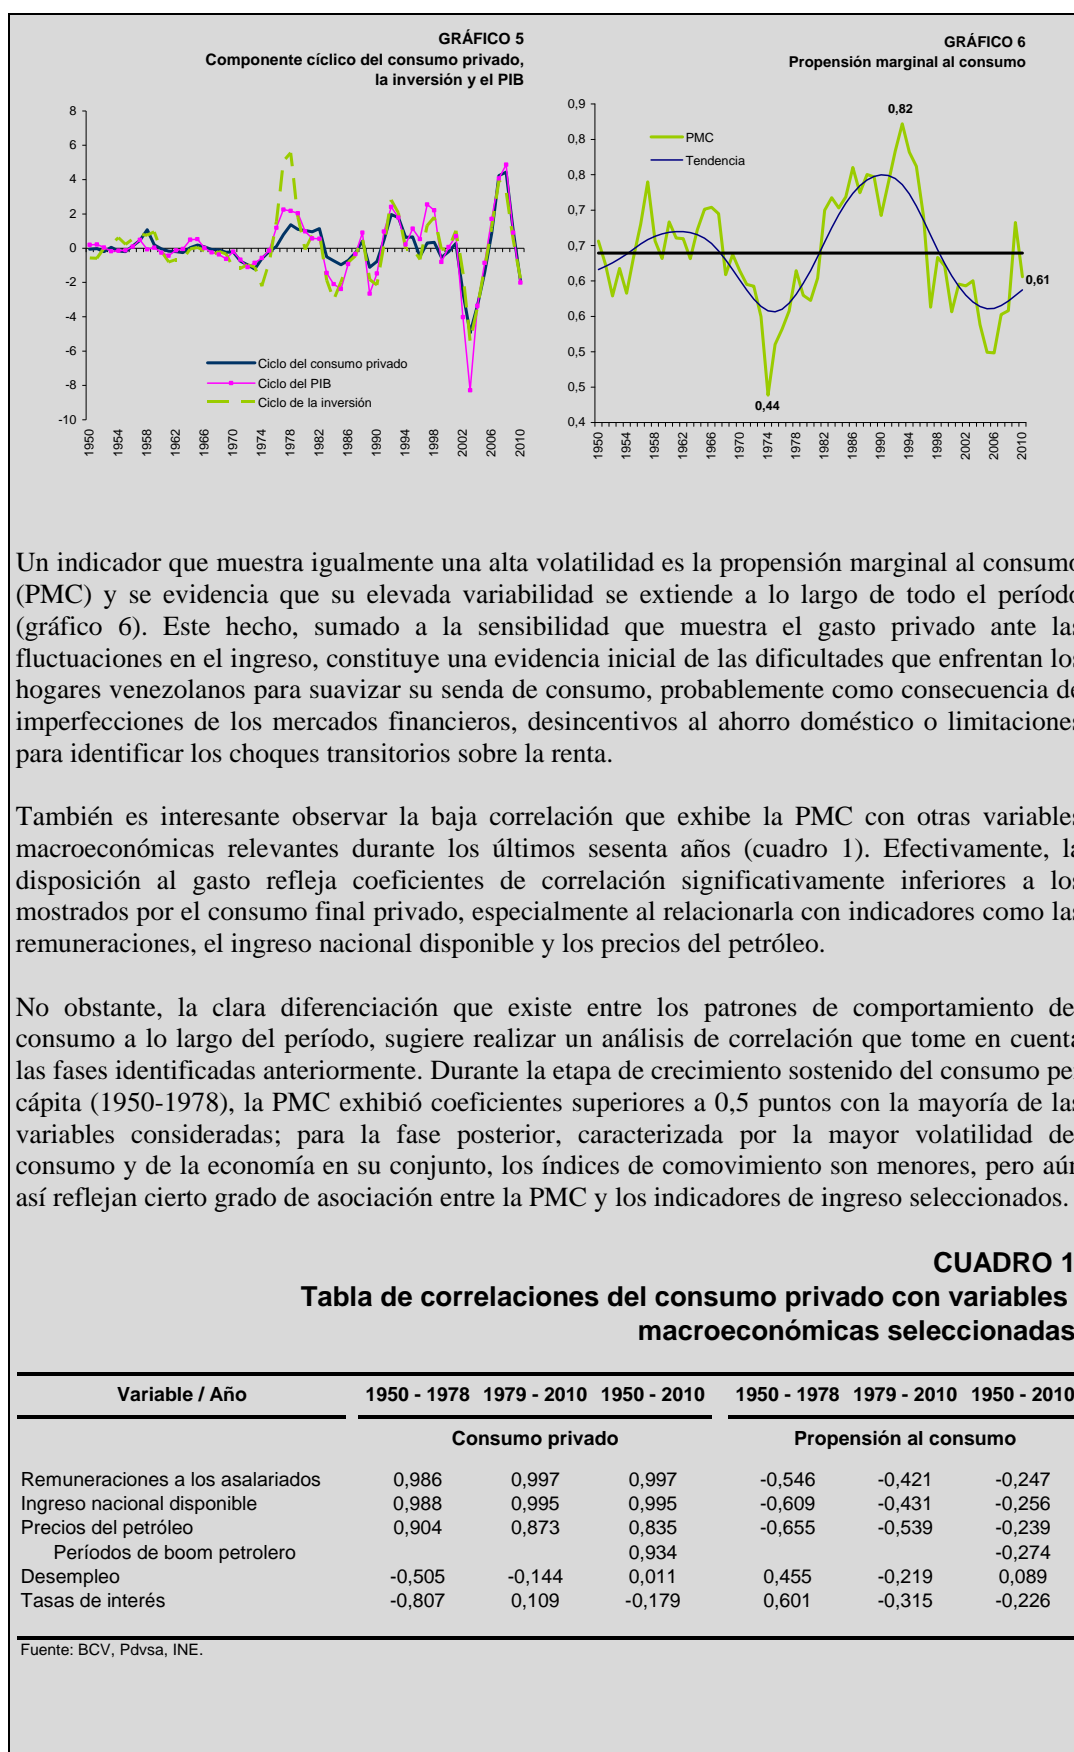 GRÁFICO 5
Componente cíclico del consumo privado,
la inversión y el PIB
8
6
4
2
0
-2
-4
-6
-8
-10
Ciclo del consumo privado
Ciclo del PIB
Ciclo de la inversión
1950
1954
1958
1962
1966
1970
1974
1978
1982
1986
1990
1994
1998
2002
2006
2010
GRÁFICO 6
Propensión marginal al consumo
0,9
0,8
0,8
0,7
0,7
0,6
0,6
0,5
0,5
0,4
PMC
Tendencia
0,82
0,61
0,44
1950
1954
1958
1962
1966
1970
1974
1978
1982
1986
1990
1994
1998
2002
2006
2010
Un indicador que muestra igualmente una alta volatilidad es la propensión marginal al consumo
(PMC) y se evidencia que su elevada variabilidad se extiende a lo largo de todo el período
(gráfico 6). Este hecho, sumado a la sensibilidad que muestra el gasto privado ante las
fluctuaciones en el ingreso, constituye una evidencia inicial de las dificultades que enfrentan los
hogares venezolanos para suavizar su senda de consumo, probablemente como consecuencia de
imperfecciones de los mercados financieros, desincentivos al ahorro doméstico o limitaciones
para identificar los choques transitorios sobre la renta.
También es interesante observar la baja correlación que exhibe la PMC con otras variables
macroeconómicas relevantes durante los últimos sesenta años (cuadro 1). Efectivamente, la
disposición al gasto refleja coeficientes de correlación significativamente inferiores a los
mostrados por el consumo final privado, especialmente al relacionarla con indicadores como las
remuneraciones, el ingreso nacional disponible y los precios del petróleo.
No obstante, la clara diferenciación que existe entre los patrones de comportamiento de
consumo a lo largo del período, sugiere realizar un análisis de correlación que tome en cuenta
las fases identificadas anteriormente. Durante la etapa de crecimiento sostenido del consumo per
cápita (1950-1978), la PMC exhibió coeficientes superiores a 0,5 puntos con la mayoría de las
variables consideradas; para la fase posterior, caracterizada por la mayor volatilidad de
consumo y de la economía en su conjunto, los índices de comovimiento son menores, pero aún
así reflejan cierto grado de asociación entre la PMC y los indicadores de ingreso seleccionados.
CUADRO 1
Tabla de correlaciones del consumo privado con variables
macroeconómicas seleccionadas
Variable / Año 1950 - 1978 1979 - 2010 1950 - 2010 1950 - 1978 1979 - 2010 1950 - 2010
Consumo privado Propensión al consumo
Remuneraciones a los asalariados 0,986 0,997 0,997 -0,546 -0,421 -0,247
Ingreso nacional disponible 0,988 0,995 0,995 -0,609 -0,431 -0,256
Precios del petróleo 0,904 0,873 0,835 -0,655 -0,539 -0,239
Períodos de boom petrolero 0,934 -0,274
Desempleo -0,505 -0,144 0,011 0,455 -0,219 0,089
Tasas de interés -0,807 0,109 -0,179 0,601 -0,315 -0,226
Fuente: BCV, Pdvsa, INE.